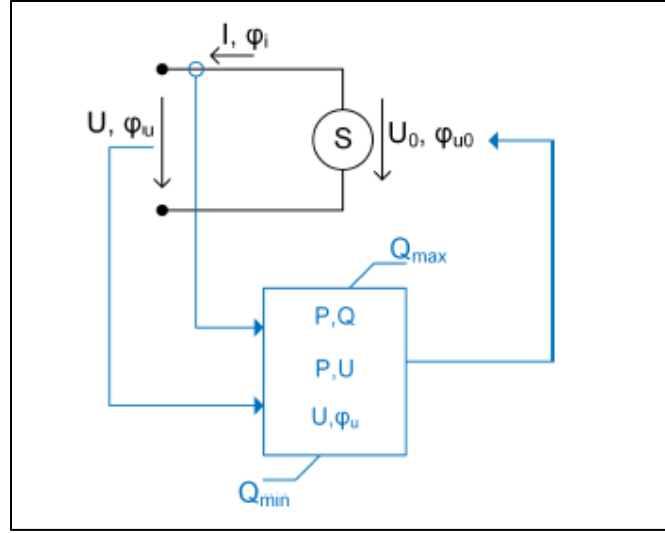 I, φᵢ
U, φᵤ
S
U₀, φᵤ₀
Qₘₐₓ
P,Q
P,U
U,φᵤ
Qₘᵢₙ